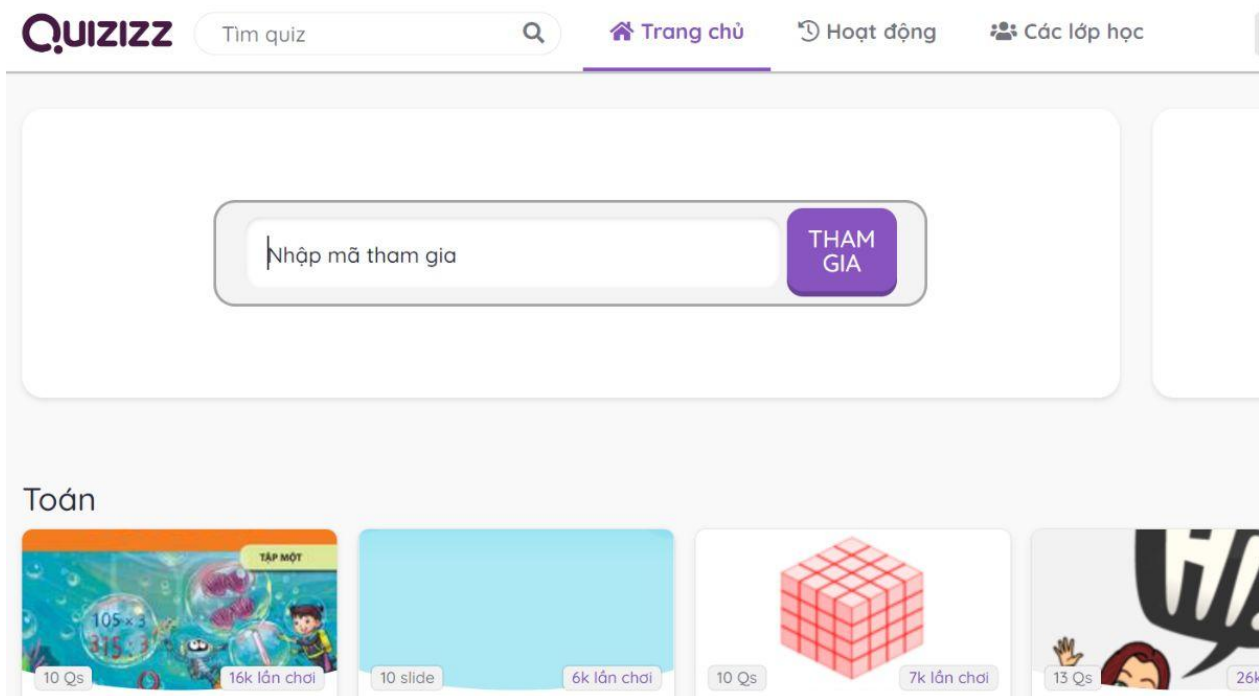 Quizizz
Tìm quiz
Trang chủ
Hoạt động
Các lớp học
Nhập mã tham gia
THAM
GIA
Toán
TẬP MỘT
105 × 3
315 : 3
10 Qs
16k lần chơi
10 slide
6k lần chơi
10 Qs
7k lần chơi
13 Qs